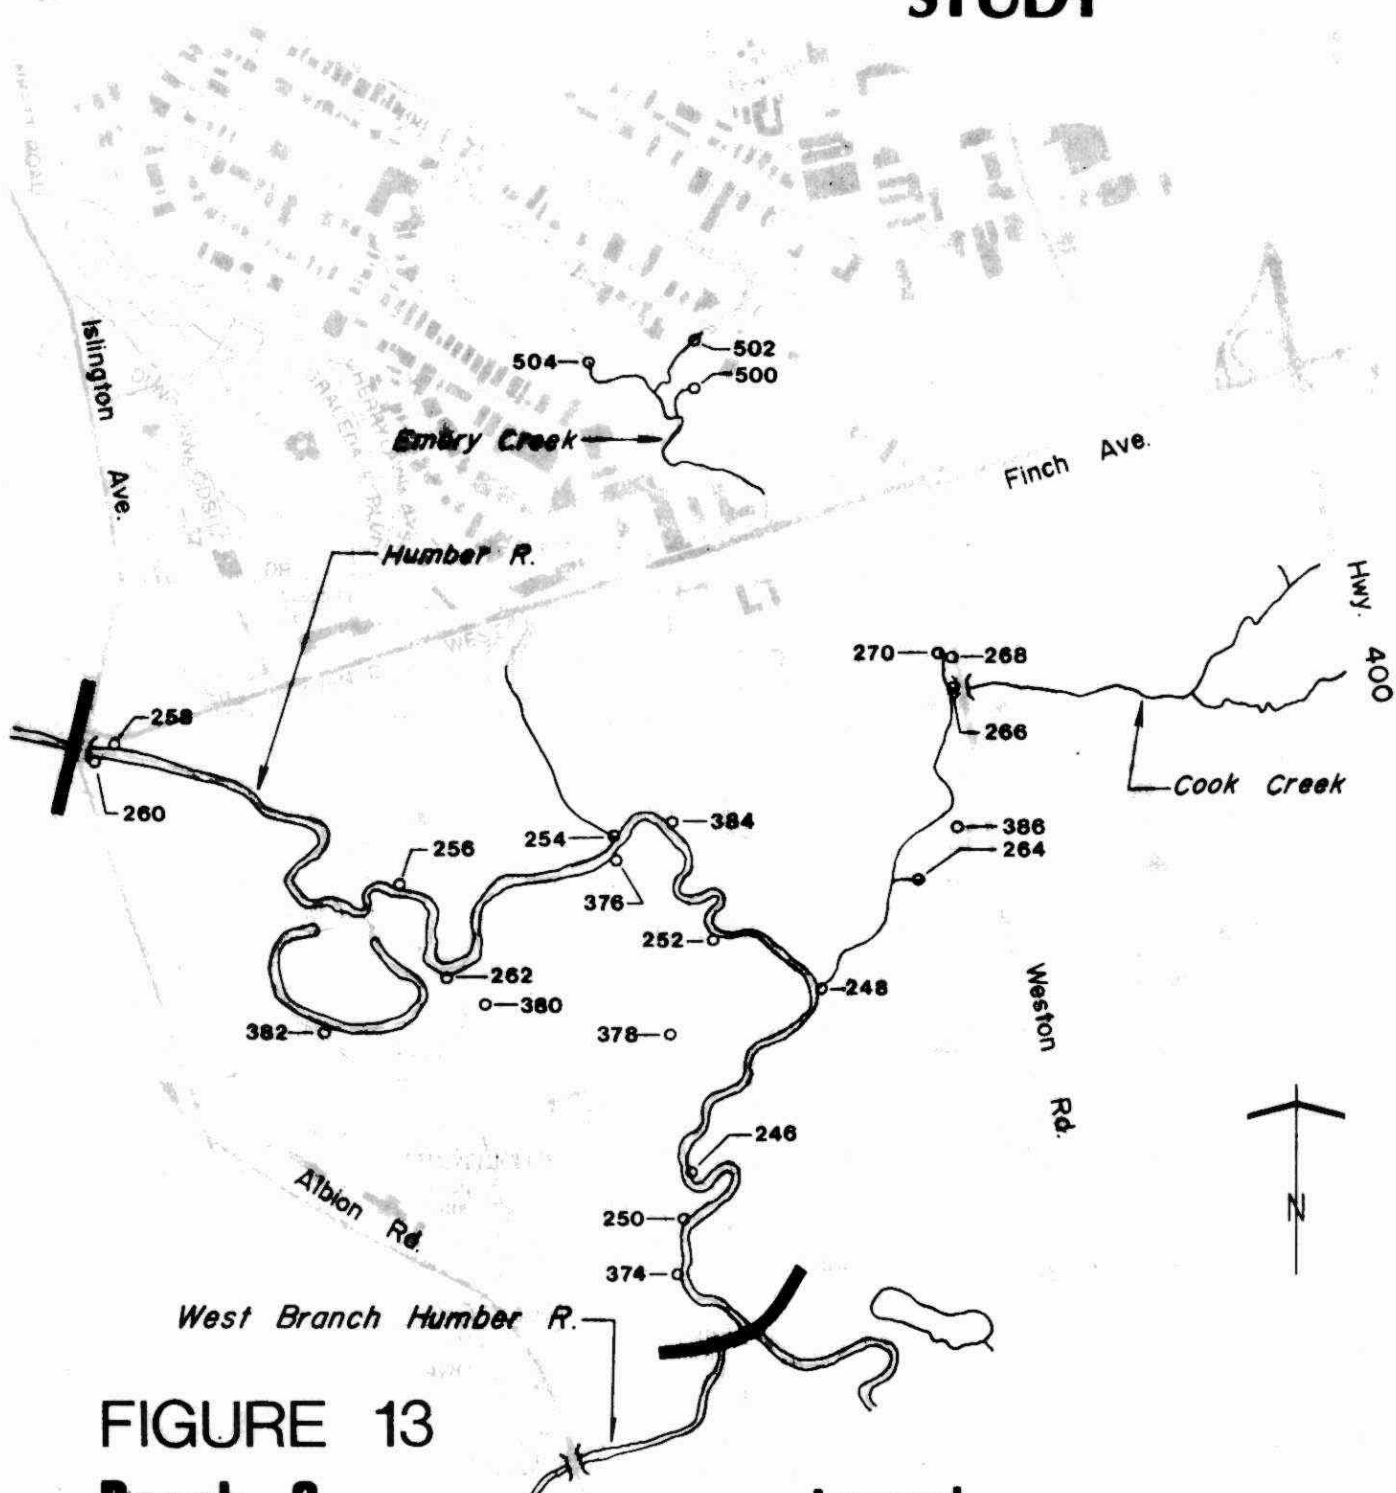 STUDY
Islington Ave.
504
502
500
Emery Creek
Finch Ave.
Humber R.
Hwy. 400
270
268
266
258
260
Cook Creek
384
386
254
256
264
376
252
262
248
380
382
378
Weston Rd.
246
Albion Rd.
250
374
N
West Branch Humber R.
FIGURE 13